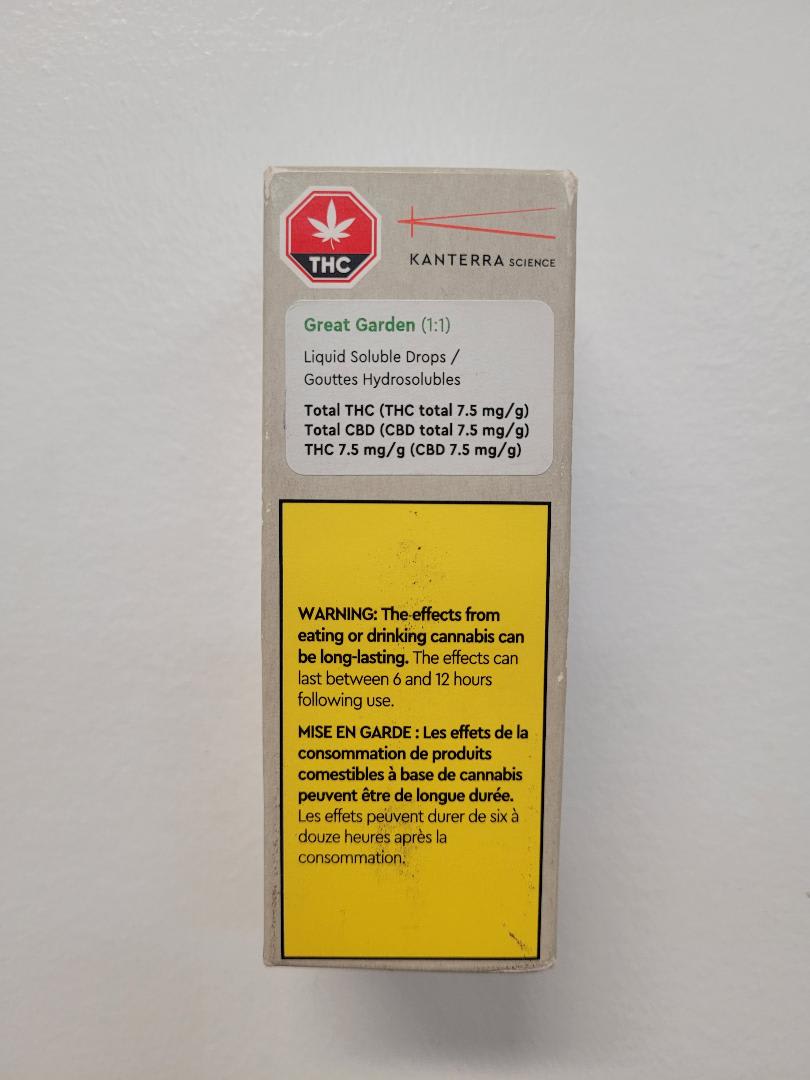 THC
KANTERRA SCIENCE
Great Garden (1:1)
Liquid Soluble Drops /
Gouttes Hydrosolubles
Total THC (THC total 7.5 mg/g)
Total CBD (CBD total 7.5 mg/g)
THC 7.5 mg/g (CBD 7.5 mg/g)
WARNING: The effects from
eating or drinking cannabis can
be long-lasting. The effects can
last between 6 and 12 hours
following use.
MISE EN GARDE : Les effets de la
consommation de produits
comestibles à base de cannabis
peuvent être de longue durée.
Les effets peuvent durer de six à
douze heures après la
consommation.